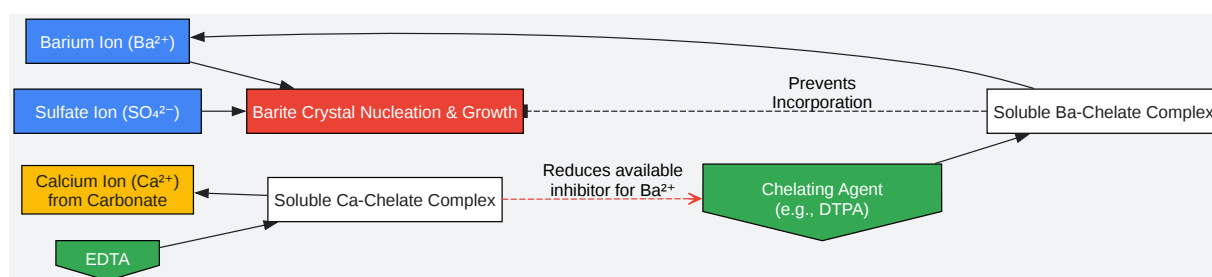 Barium Ion (Ba²⁺)
Sulfate Ion (SO₄²⁻)
Barite Crystal Nucleation & Growth
Prevents
Incorporation
Soluble Ba-Chelate Complex
Calcium Ion (Ca²⁺)
from Carbonate
Soluble Ca-Chelate Complex
Reduces available
inhibitor for Ba²⁺
Chelating Agent
(e.g., DTPA)
EDTA